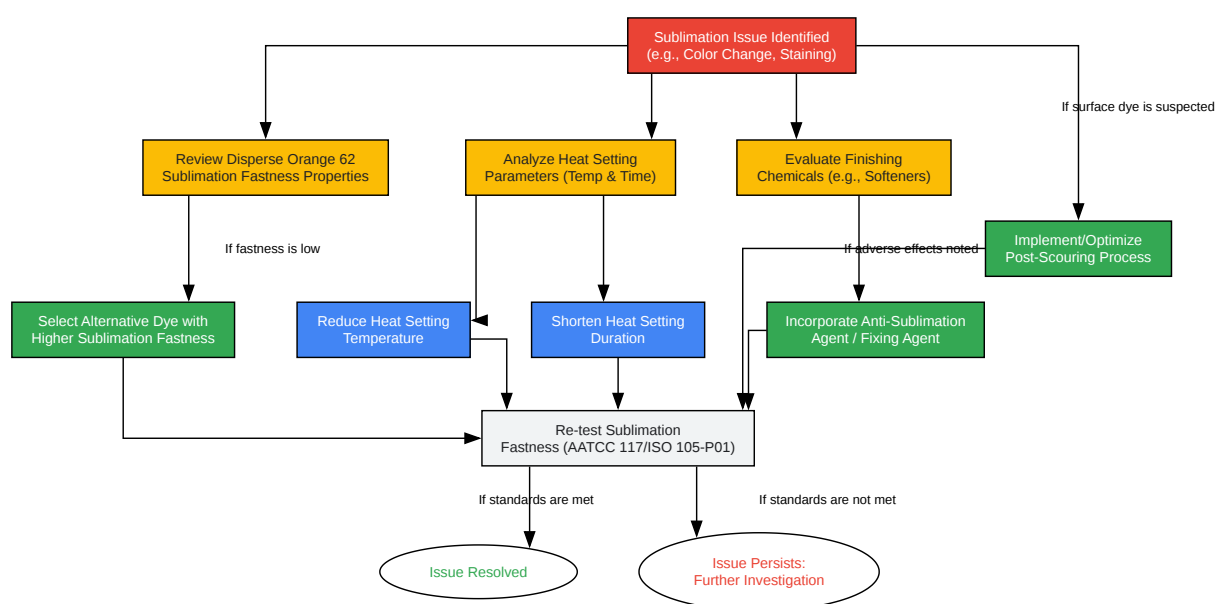 Sublimation Issue Identified
(e.g., Color Change, Staining)
If surface dye is suspected
Review Disperse Orange 62
Sublimation Fastness Properties
Analyze Heat Setting
Parameters (Temp & Time)
Evaluate Finishing
Chemicals (e.g., Softeners)
If fastness is low
If adverse effects noted
Implement/Optimize
Post-Scouring Process
Select Alternative Dye with
Higher Sublimation Fastness
Reduce Heat Setting
Temperature
Shorten Heat Setting
Duration
Incorporate Anti-Sublimation
Agent / Fixing Agent
Re-test Sublimation
Fastness (AATCC 117/ISO 105-P01)
If standards are met
If standards are not met
Issue Resolved
Issue Persists:
Further Investigation